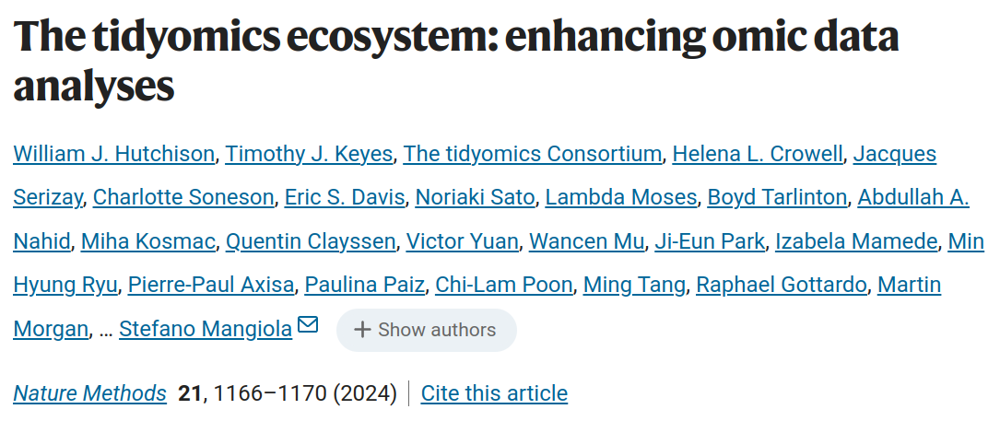 The tidyomics ecosystem: enhancing omic data
analyses
William J. Hutchison, Timothy J. Keyes, The tidyomics Consortium, Helena L. Crowell, Jacques
Serizay, Charlotte Soneson, Eric S. Davis, Noriaki Sato, Lambda Moses, Boyd Tarlinton, Abdullah A.
Nahid, Miha Kosmac, Quentin Clayssen, Victor Yuan, Wancen Mu, Ji-Eun Park, Izabela Mamede, Min
Hyung Ryu, Pierre-Paul Axisa, Paulina Paiz, Chi-Lam Poon, Ming Tang, Raphael Gottardo, Martin
Morgan, … Stefano Mangiola + Show authors
Nature Methods 21, 1166–1170 (2024) | Cite this article